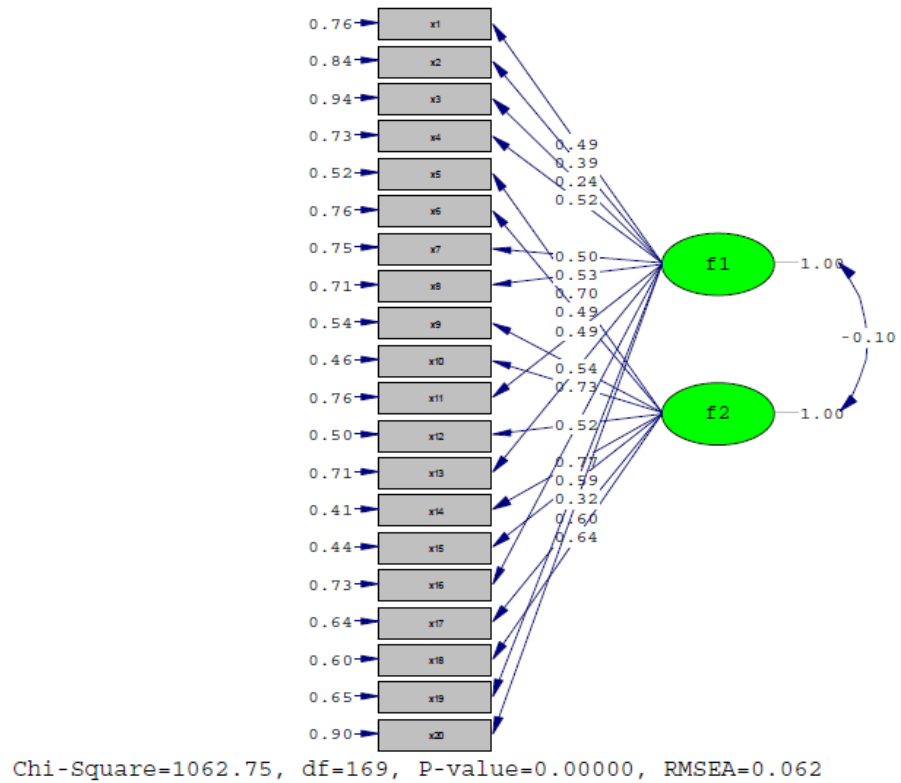 0.76 x1
0.84 x2
0.94 x3
0.73 x4
0.49
0.39
0.52 x5
0.24
0.52
0.76 x6
0.75 x7
0.50
f1 1.00
0.71 x8
0.53
0.70
0.49
0.54 x9
0.49
-0.10
0.46 x10
0.54
0.73
0.76 x11
f2 1.00
0.50 x12
0.52
0.71 x13
0.77
0.59
0.41 x14
0.32
0.60
0.44 x15
0.64
0.73 x16
0.64 x17
0.60 x18
0.65 x19
0.90 x20
Chi-Square=1062.75, df=169, P-value=0.00000, RMSEA=0.062